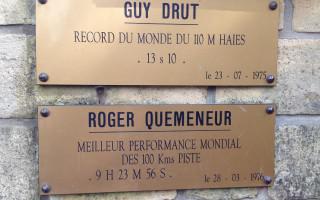 GUY DRUT
RECORD DU MONDE DU 110 M HAIES
. 13 s 10 .
le 23 - 07 - 1975
ROGER QUEMENEUR
MEILLEUR PERFORMANCE MONDIAL
DES 100 Kms PISTE
. 9 H 23 M 56 S .
le 28 - 03 - 1976